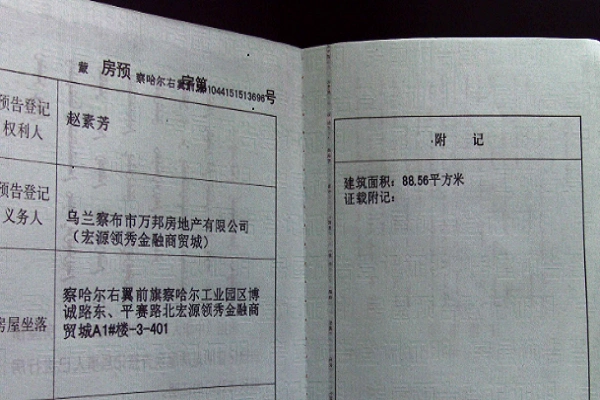 蒙 房预 察哈尔右翼前旗 字第1044151513696号
预告登记
权利人
赵素芳
预告登记
义务人
乌兰察布市万邦房地产有限公司
(宏源领秀金融商贸城)
房屋坐落
察哈尔右翼前旗察哈尔工业园区博
诚路东、平赛路北宏源领秀金融商
贸城A1#楼-3-401
附 记
建筑面积:88.56平方米
证载附记: